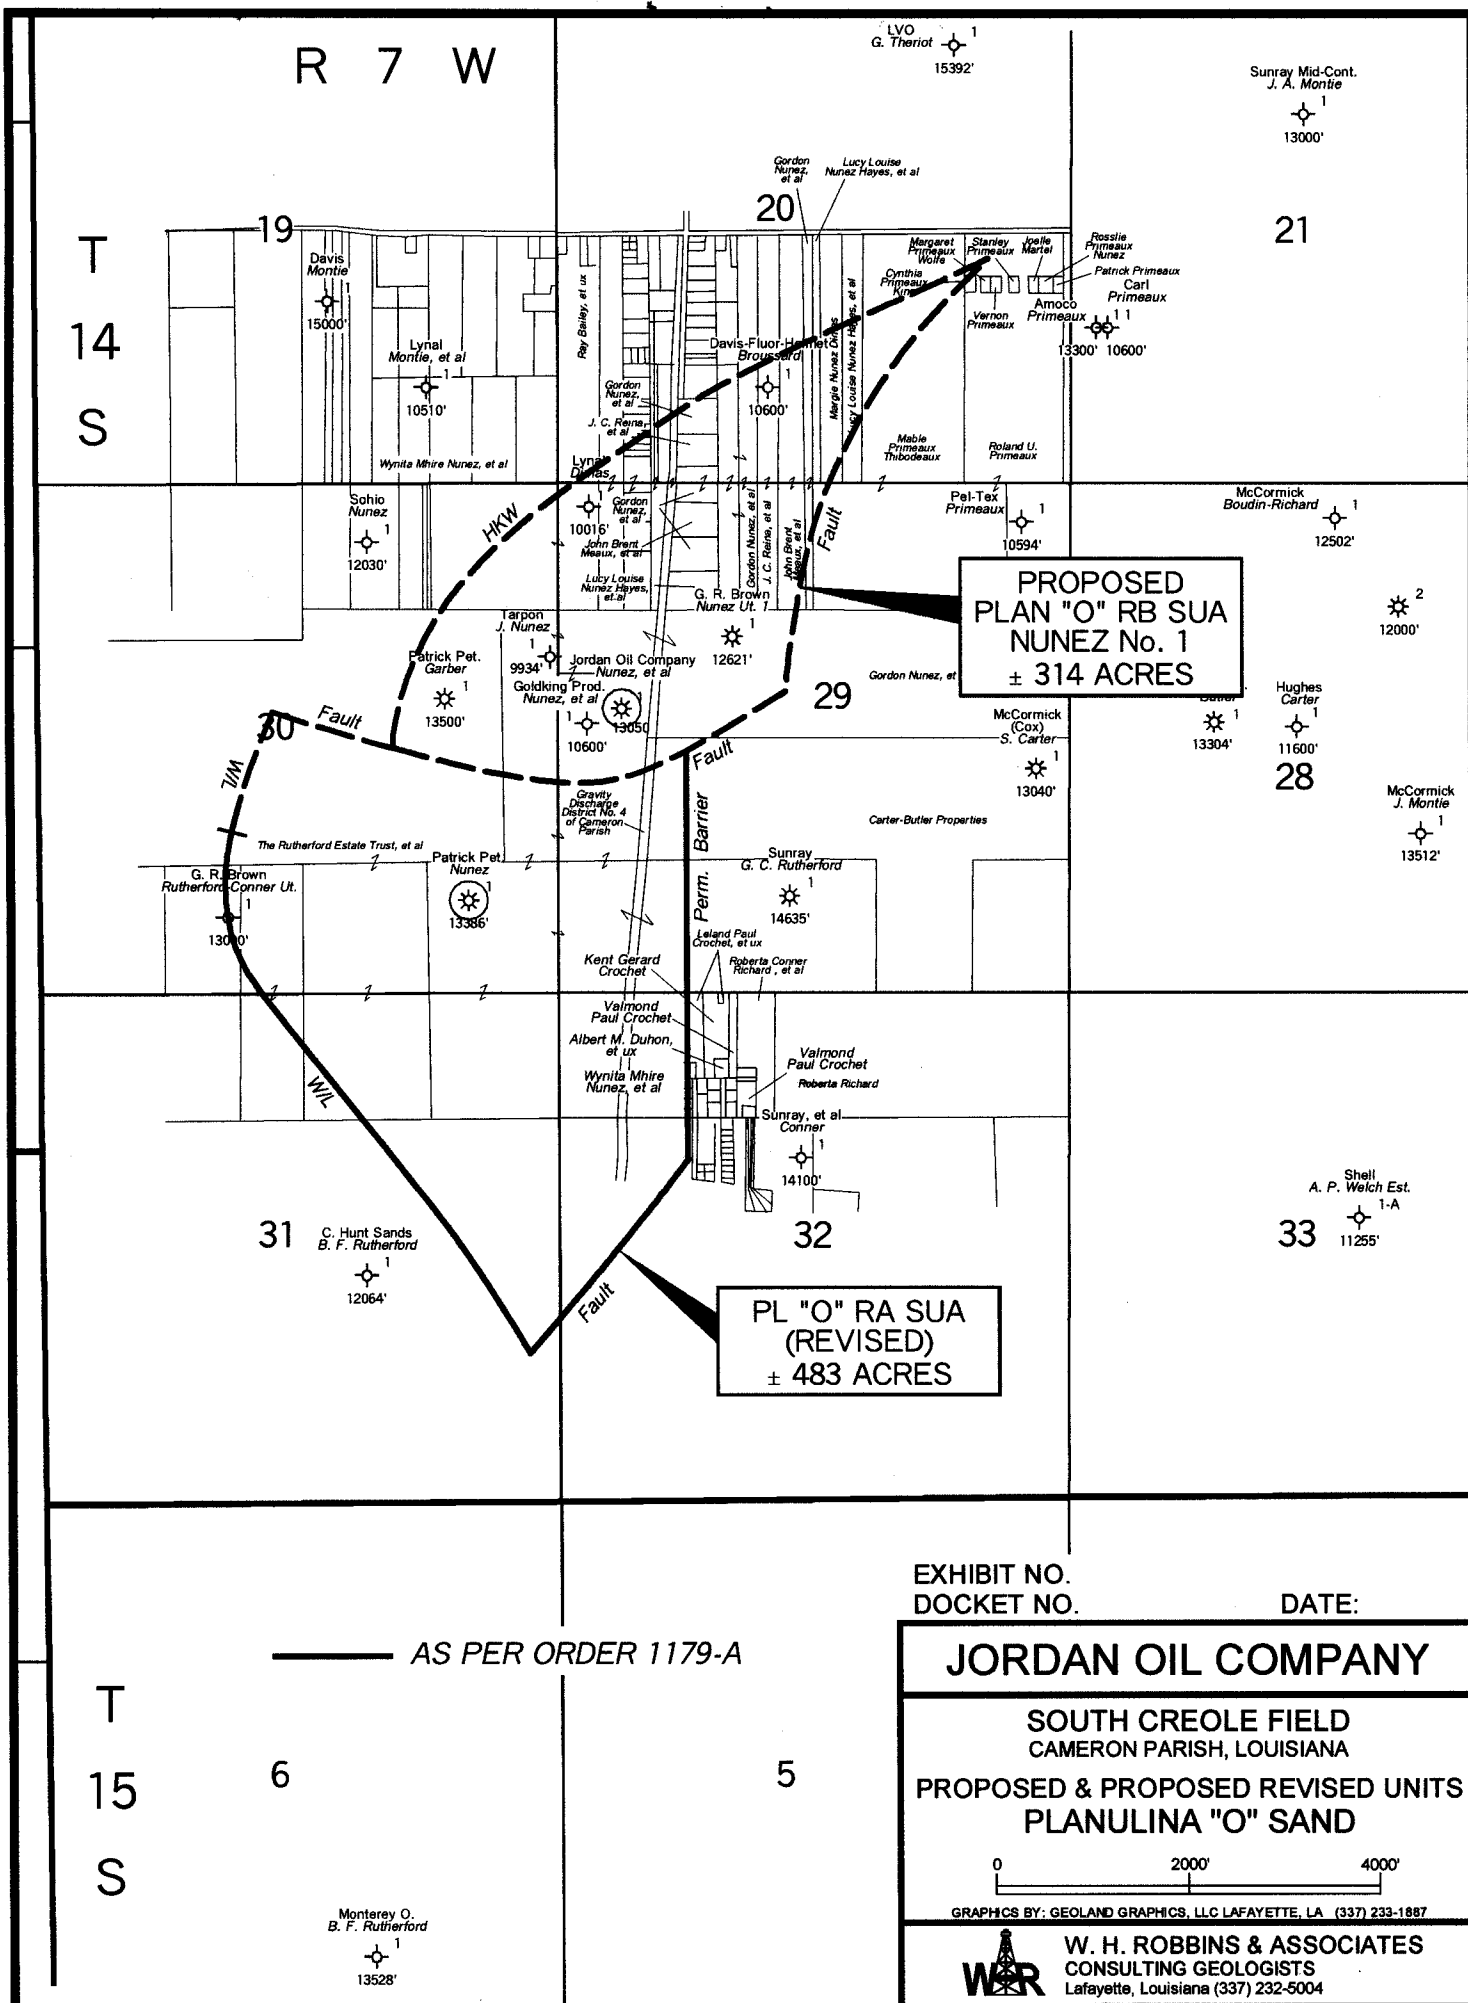 R 7 W
LVO
G. Theriot
1
15392'
Sunray Mid-Cont.
J. A. Montie
1
13000'
Gordon
Nunez,
et al
Lucy Louise
Nunez Hayes, et al
19
20
21
T
14
S
Davis
Montie
1
15000'
Lynal
Montie, et al
1
10510'
Wynita Mhire Nunez, et al
Ray Bailey, et ux
Margaret
Primeaux
Wolfe
Stanley
Primeaux
Joelle
Martel
Rosslie
Primeaux
Nunez
Patrick Primeaux
Carl
Primeaux
Cynthia
Primeaux
King
Vernon
Primeaux
Amoco
Primeaux
1 1
13300' 10600'
Davis-Fluor-
Broussard
1
10600'
Margie Nunez
Lucy Louise Nunez Hayes, et al
Gordon
Nunez,
et al
J. C. Reina,
et al
Mable
Primeaux
Thibodeaux
Roland U.
Primeaux
Lynal
1
10016'
Sohio
Nunez
1
12030'
HKW
Gordon
Nunez,
et al
John Brent
Meaux, et al
Lucy Louise
Nunez Hayes,
et al
Gordon Nunez, et al
J. C. Reina, et al
John Brent
Meaux, et al
Fault
Pel-Tex
Primeaux
1
10594'
McCormick
Boudin-Richard
1
12502'
PROPOSED
PLAN "O" RB SUA
NUNEZ No. 1
± 314 ACRES
2
12000'
G. R. Brown
Nunez Ut. 1
1
12621'
Tarpon
J. Nunez
1
9934'
Patrick Pet.
Garber
1
13500'
Jordan Oil Company
Nunez, et al
1
13050
Goldking Prod.
Nunez, et al
1
10600'
Gordon Nunez, et
29
1
13304'
Hughes
Carter
1
11600'
28
McCormick
(Cox)
S. Carter
1
13040'
McCormick
J. Montie
1
13512'
30
Fault
Fault
W/L
Gravity
Discharge
District No. 4
of Cameron
Parish
Perm. Barrier
Carter-Butler Properties
The Rutherford Estate Trust, et al
G. R. Brown
Rutherford-Conner Ut.
1
Patrick Pet.
Nunez
1
13386'
Sunray
G. C. Rutherford
1
14635'
Leland Paul
Crochet, et ux
Kent Gerard
Crochet
Roberta Conner
Richard , et al
Valmond
Paul Crochet
Albert M. Duhon,
et ux
Wynita Mhire
Nunez, et al
Valmond
Paul Crochet
Roberta Richard
W/L
Sunray, et al
Conner
1
14100'
Shell
A. P. Welch Est.
1-A
11255'
31
32
33
C. Hunt Sands
B. F. Rutherford
1
12064'
Fault
PL "O" RA SUA
(REVISED)
± 483 ACRES
EXHIBIT NO.
DOCKET NO. DATE:
AS PER ORDER 1179-A
JORDAN OIL COMPANY
SOUTH CREOLE FIELD
CAMERON PARISH, LOUISIANA
PROPOSED & PROPOSED REVISED UNITS
PLANULINA "O" SAND
0 2000' 4000'
GRAPHICS BY: GEOLAND GRAPHICS, LLC LAFAYETTE, LA (337) 233-1887
W. H. ROBBINS & ASSOCIATES
CONSULTING GEOLOGISTS
Lafayette, Louisiana (337) 232-5004
T
15
S
6
5
Monterey O.
B. F. Rutherford
1
13528'